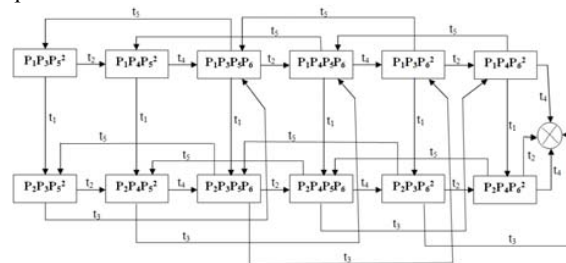 t₅ t₅
t₅ t₅
P₁P₃P₅² t₂ P₁P₄P₅² t₄ P₁P₃P₅P₆ t₂ P₁P₄P₅P₆ t₄ P₁P₃P₆² t₂ P₁P₄P₆²
t₄
t₁ t₁ t₁ t₁ t₁ t₁
t₅ t₅ t₅ t₅ t₂ t₄
P₂P₃P₅² t₂ P₂P₄P₅² t₄ P₂P₃P₅P₆ t₂ P₂P₄P₅P₆ t₄ P₂P₃P₆² t₂ P₂P₄P₆²
t₃ t₃
t₃ t₃
t₃